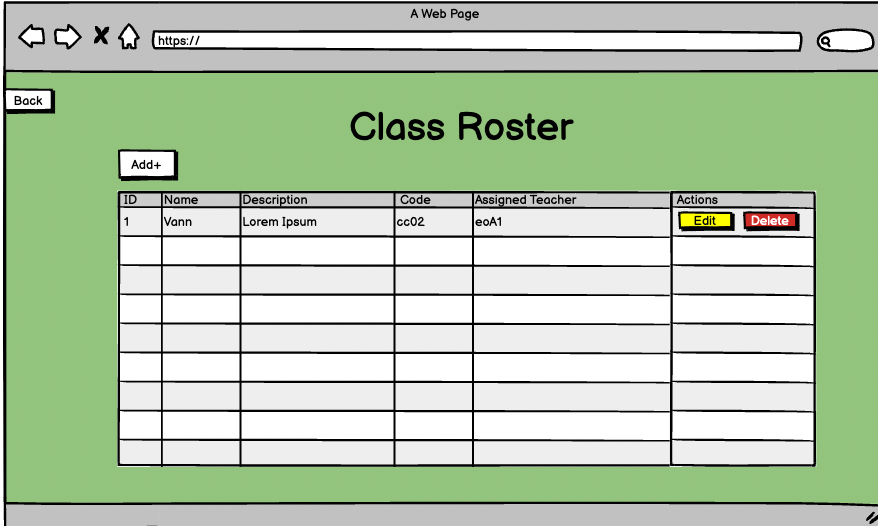 A Web Page
https://
Back
Class Roster
Add+
ID Name Description Code Assigned Teacher Actions
1 Vann Lorem Ipsum cc02 eoA1 Edit Delete